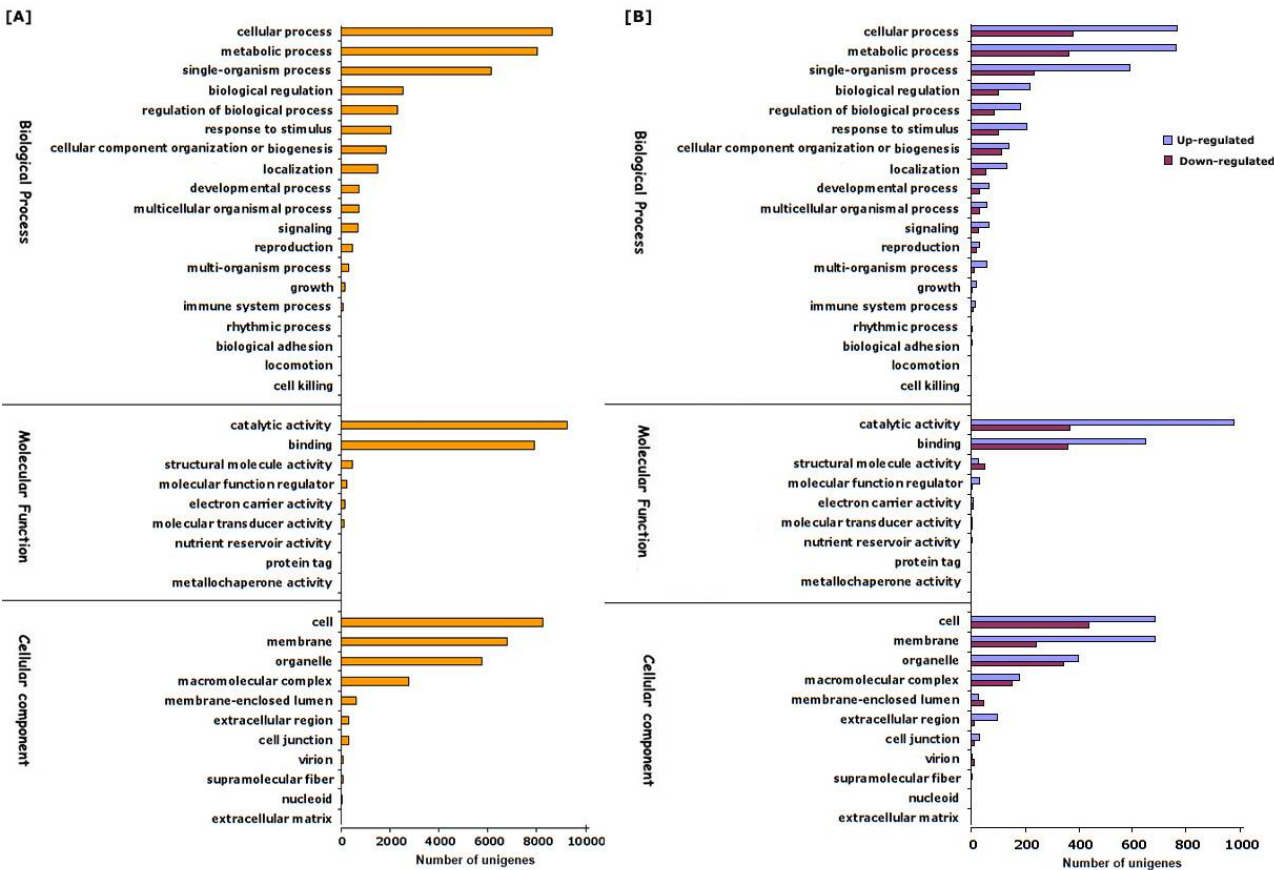 [A]
Biological Process
cellular process
metabolic process
single-organism process
biological regulation
regulation of biological process
response to stimulus
cellular component organization or biogenesis
localization
developmental process
multicellular organismal process
signaling
reproduction
multi-organism process
growth
immune system process
rhythmic process
biological adhesion
locomotion
cell killing
Molecular Function
catalytic activity
binding
structural molecule activity
molecular function regulator
electron carrier activity
molecular transducer activity
nutrient reservoir activity
protein tag
metallochaperone activity
Cellular component
cell
membrane
organelle
macromolecular complex
membrane-enclosed lumen
extracellular region
cell junction
virion
supramolecular fiber
nucleoid
extracellular matrix
0 2000 4000 6000 8000 10000
Number of unigenes
[B]
Biological Process
cellular process
metabolic process
single-organism process
biological regulation
regulation of biological process
response to stimulus
cellular component organization or biogenesis
localization
developmental process
multicellular organismal process
signaling
reproduction
multi-organism process
growth
immune system process
rhythmic process
biological adhesion
locomotion
cell killing
Up-regulated
Down-regulated
Molecular Function
catalytic activity
binding
structural molecule activity
molecular function regulator
electron carrier activity
molecular transducer activity
nutrient reservoir activity
protein tag
metallochaperone activity
Cellular component
cell
membrane
organelle
macromolecular complex
membrane-enclosed lumen
extracellular region
cell junction
virion
supramolecular fiber
nucleoid
extracellular matrix
0 200 400 600 800 1000
Number of unigenes